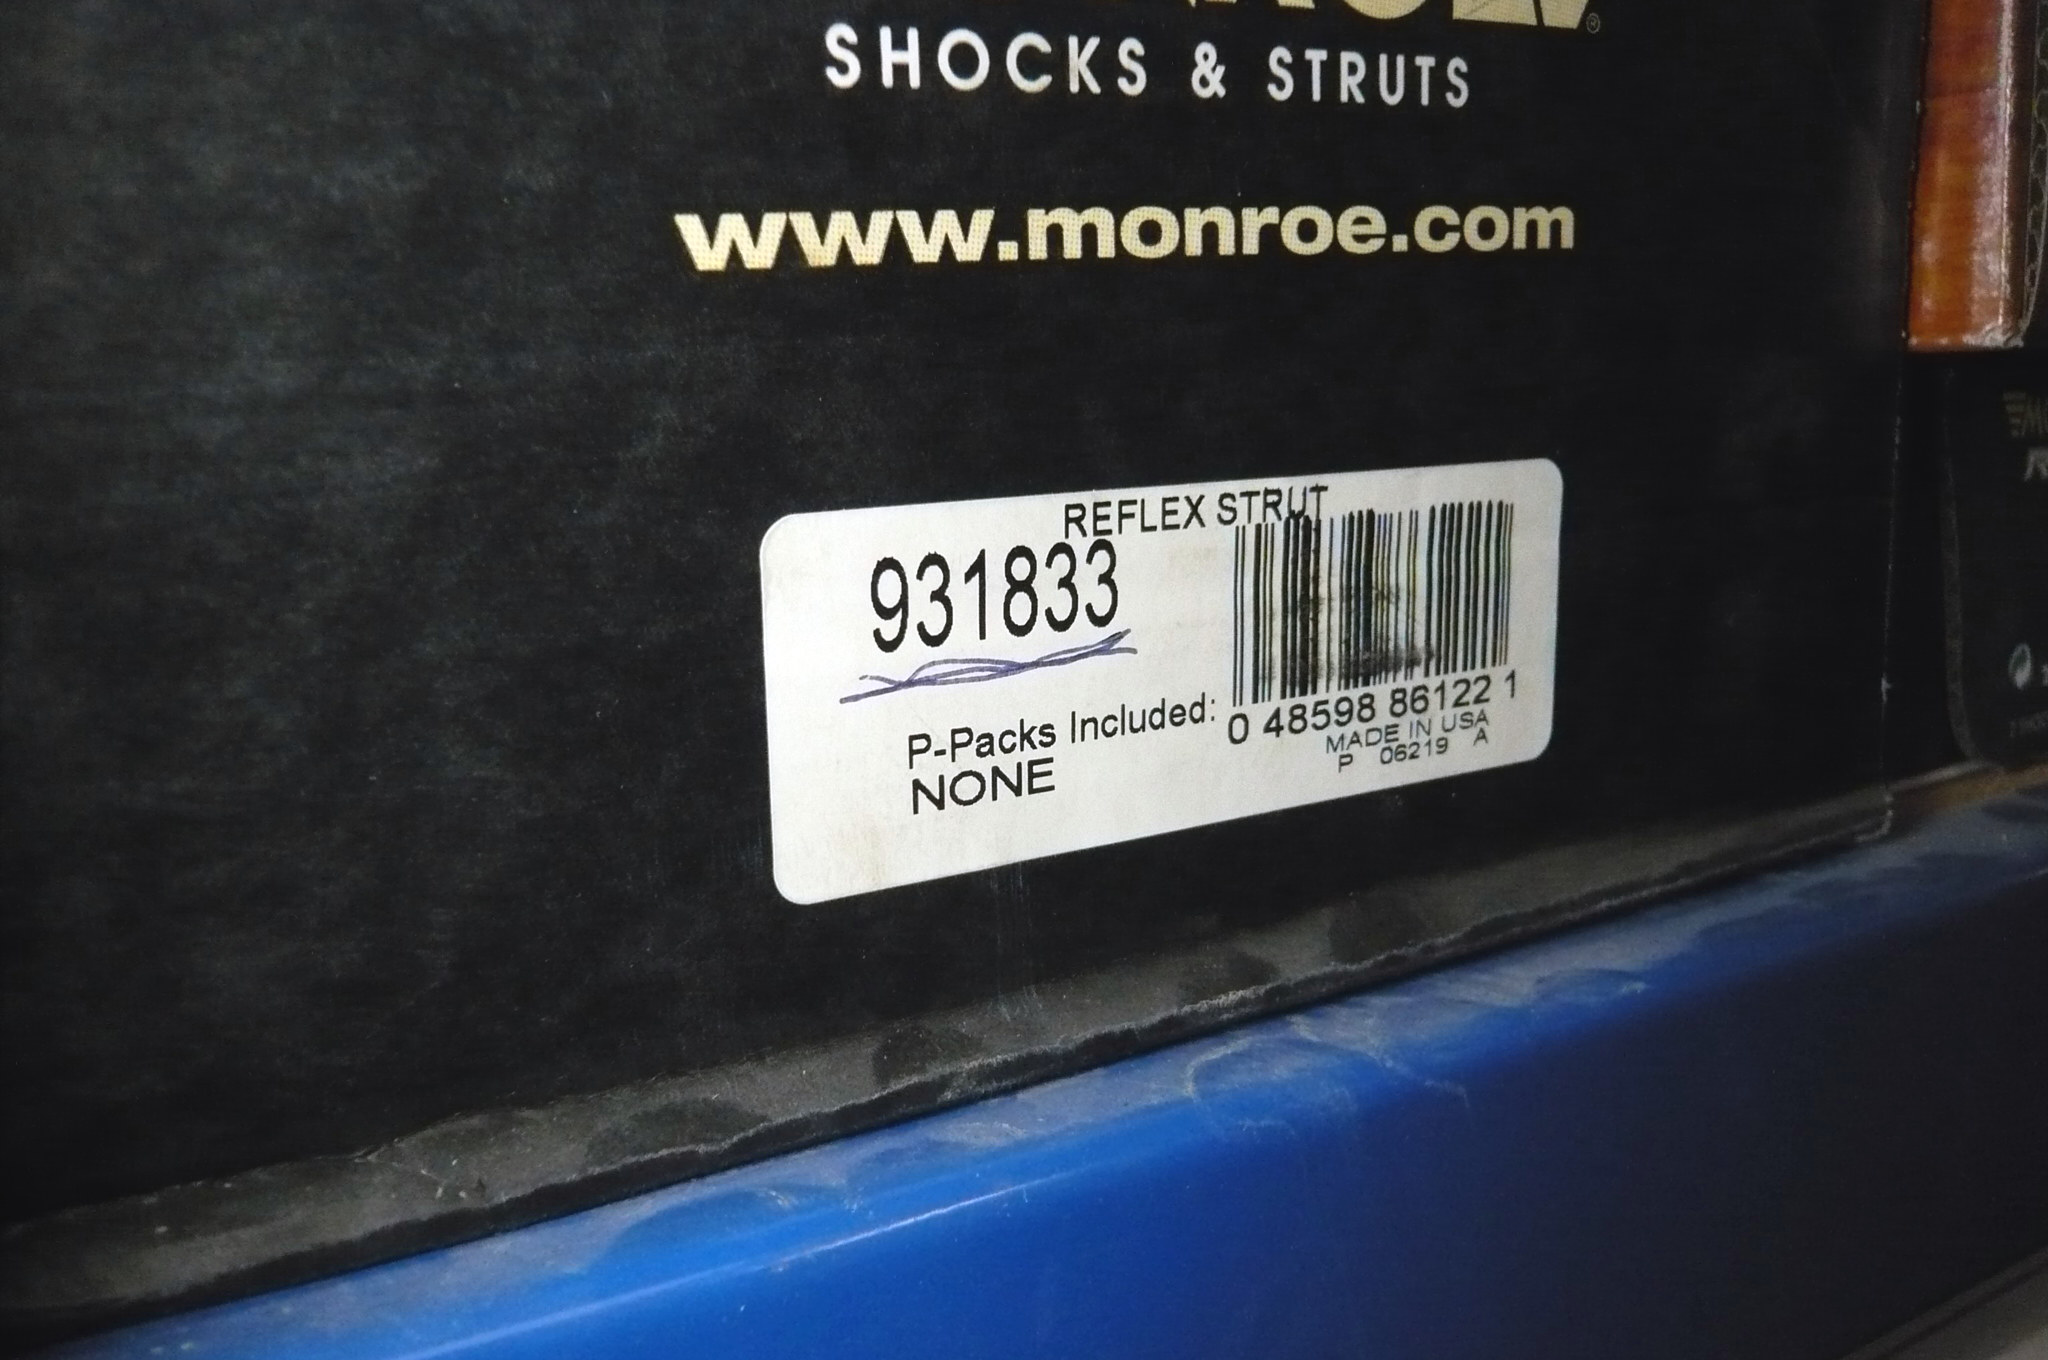 SHOCKS & STRUTS
www.monroe.com
REFLEX STRUT
931833
P-Packs Included:
NONE
0 48598 86122 1
MADE IN USA
P 06219 A